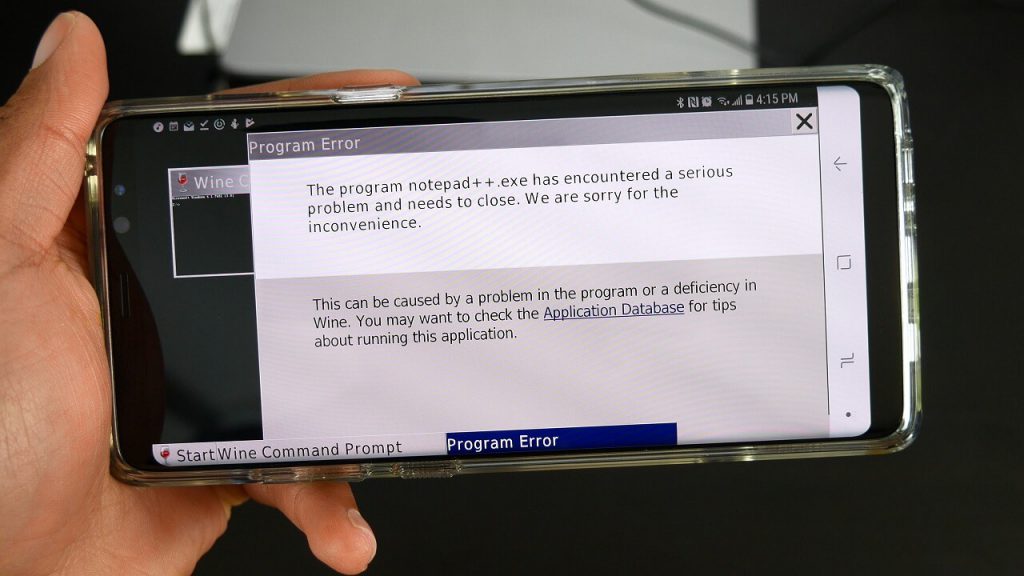 4:15 PM
Program Error
Wine C
The program notepad++.exe has encountered a serious
problem and needs to close. We are sorry for the
inconvenience.
This can be caused by a problem in the program or a deficiency in
Wine. You may want to check the Application Database for tips
about running this application.
Start Wine Command Prompt Program Error